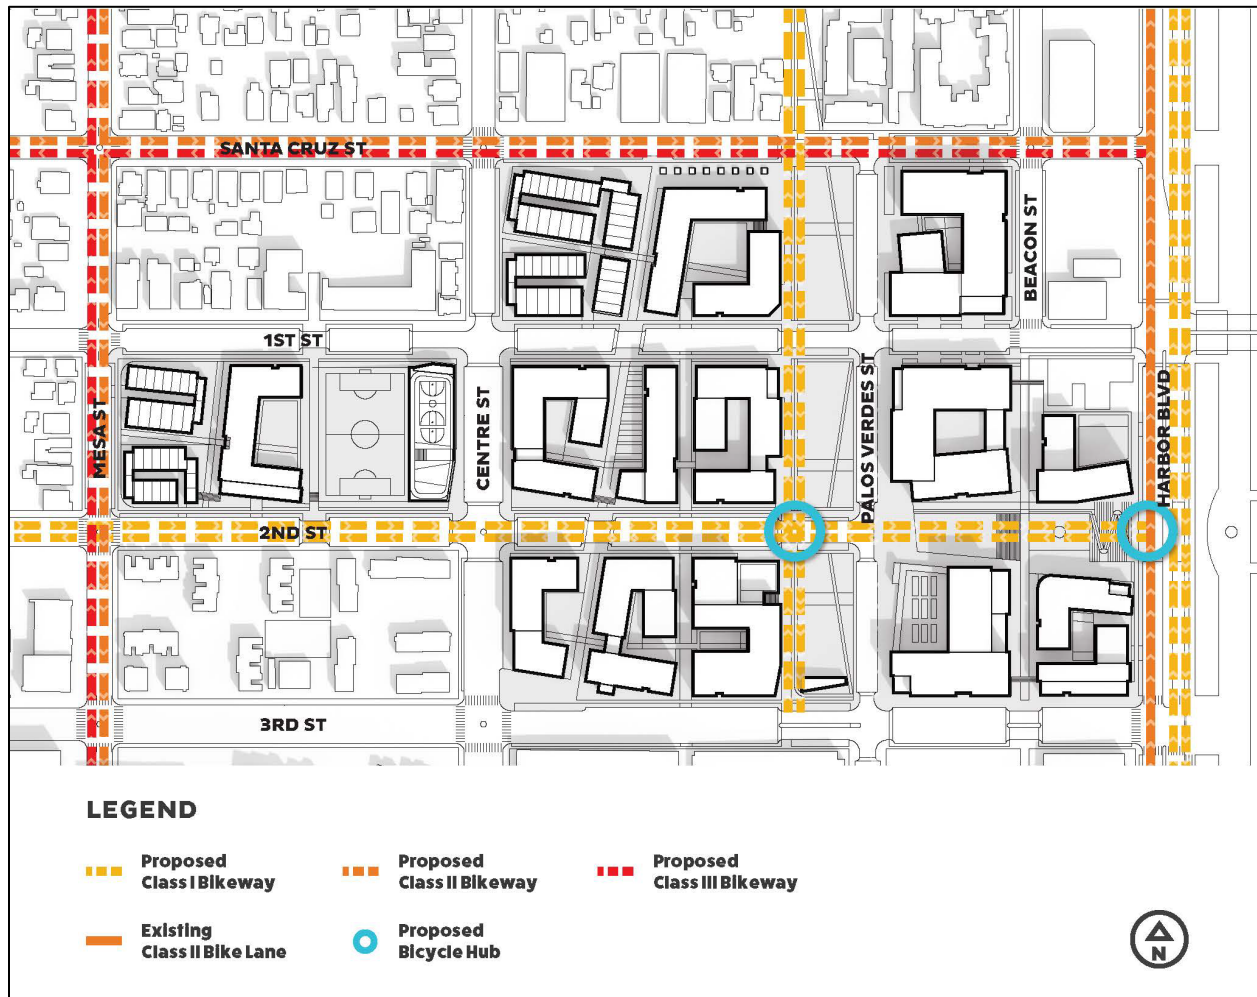 SANTA CRUZ ST
BEACON ST
1ST ST
MESA ST
CENTRE ST
PALOS VERDES ST
HARBOR BLVD
2ND ST
3RD ST
LEGEND
Proposed
Class I Bikeway
Proposed
Class II Bikeway
Proposed
Class III Bikeway
Existing
Class II Bike Lane
Proposed
Bicycle Hub
N